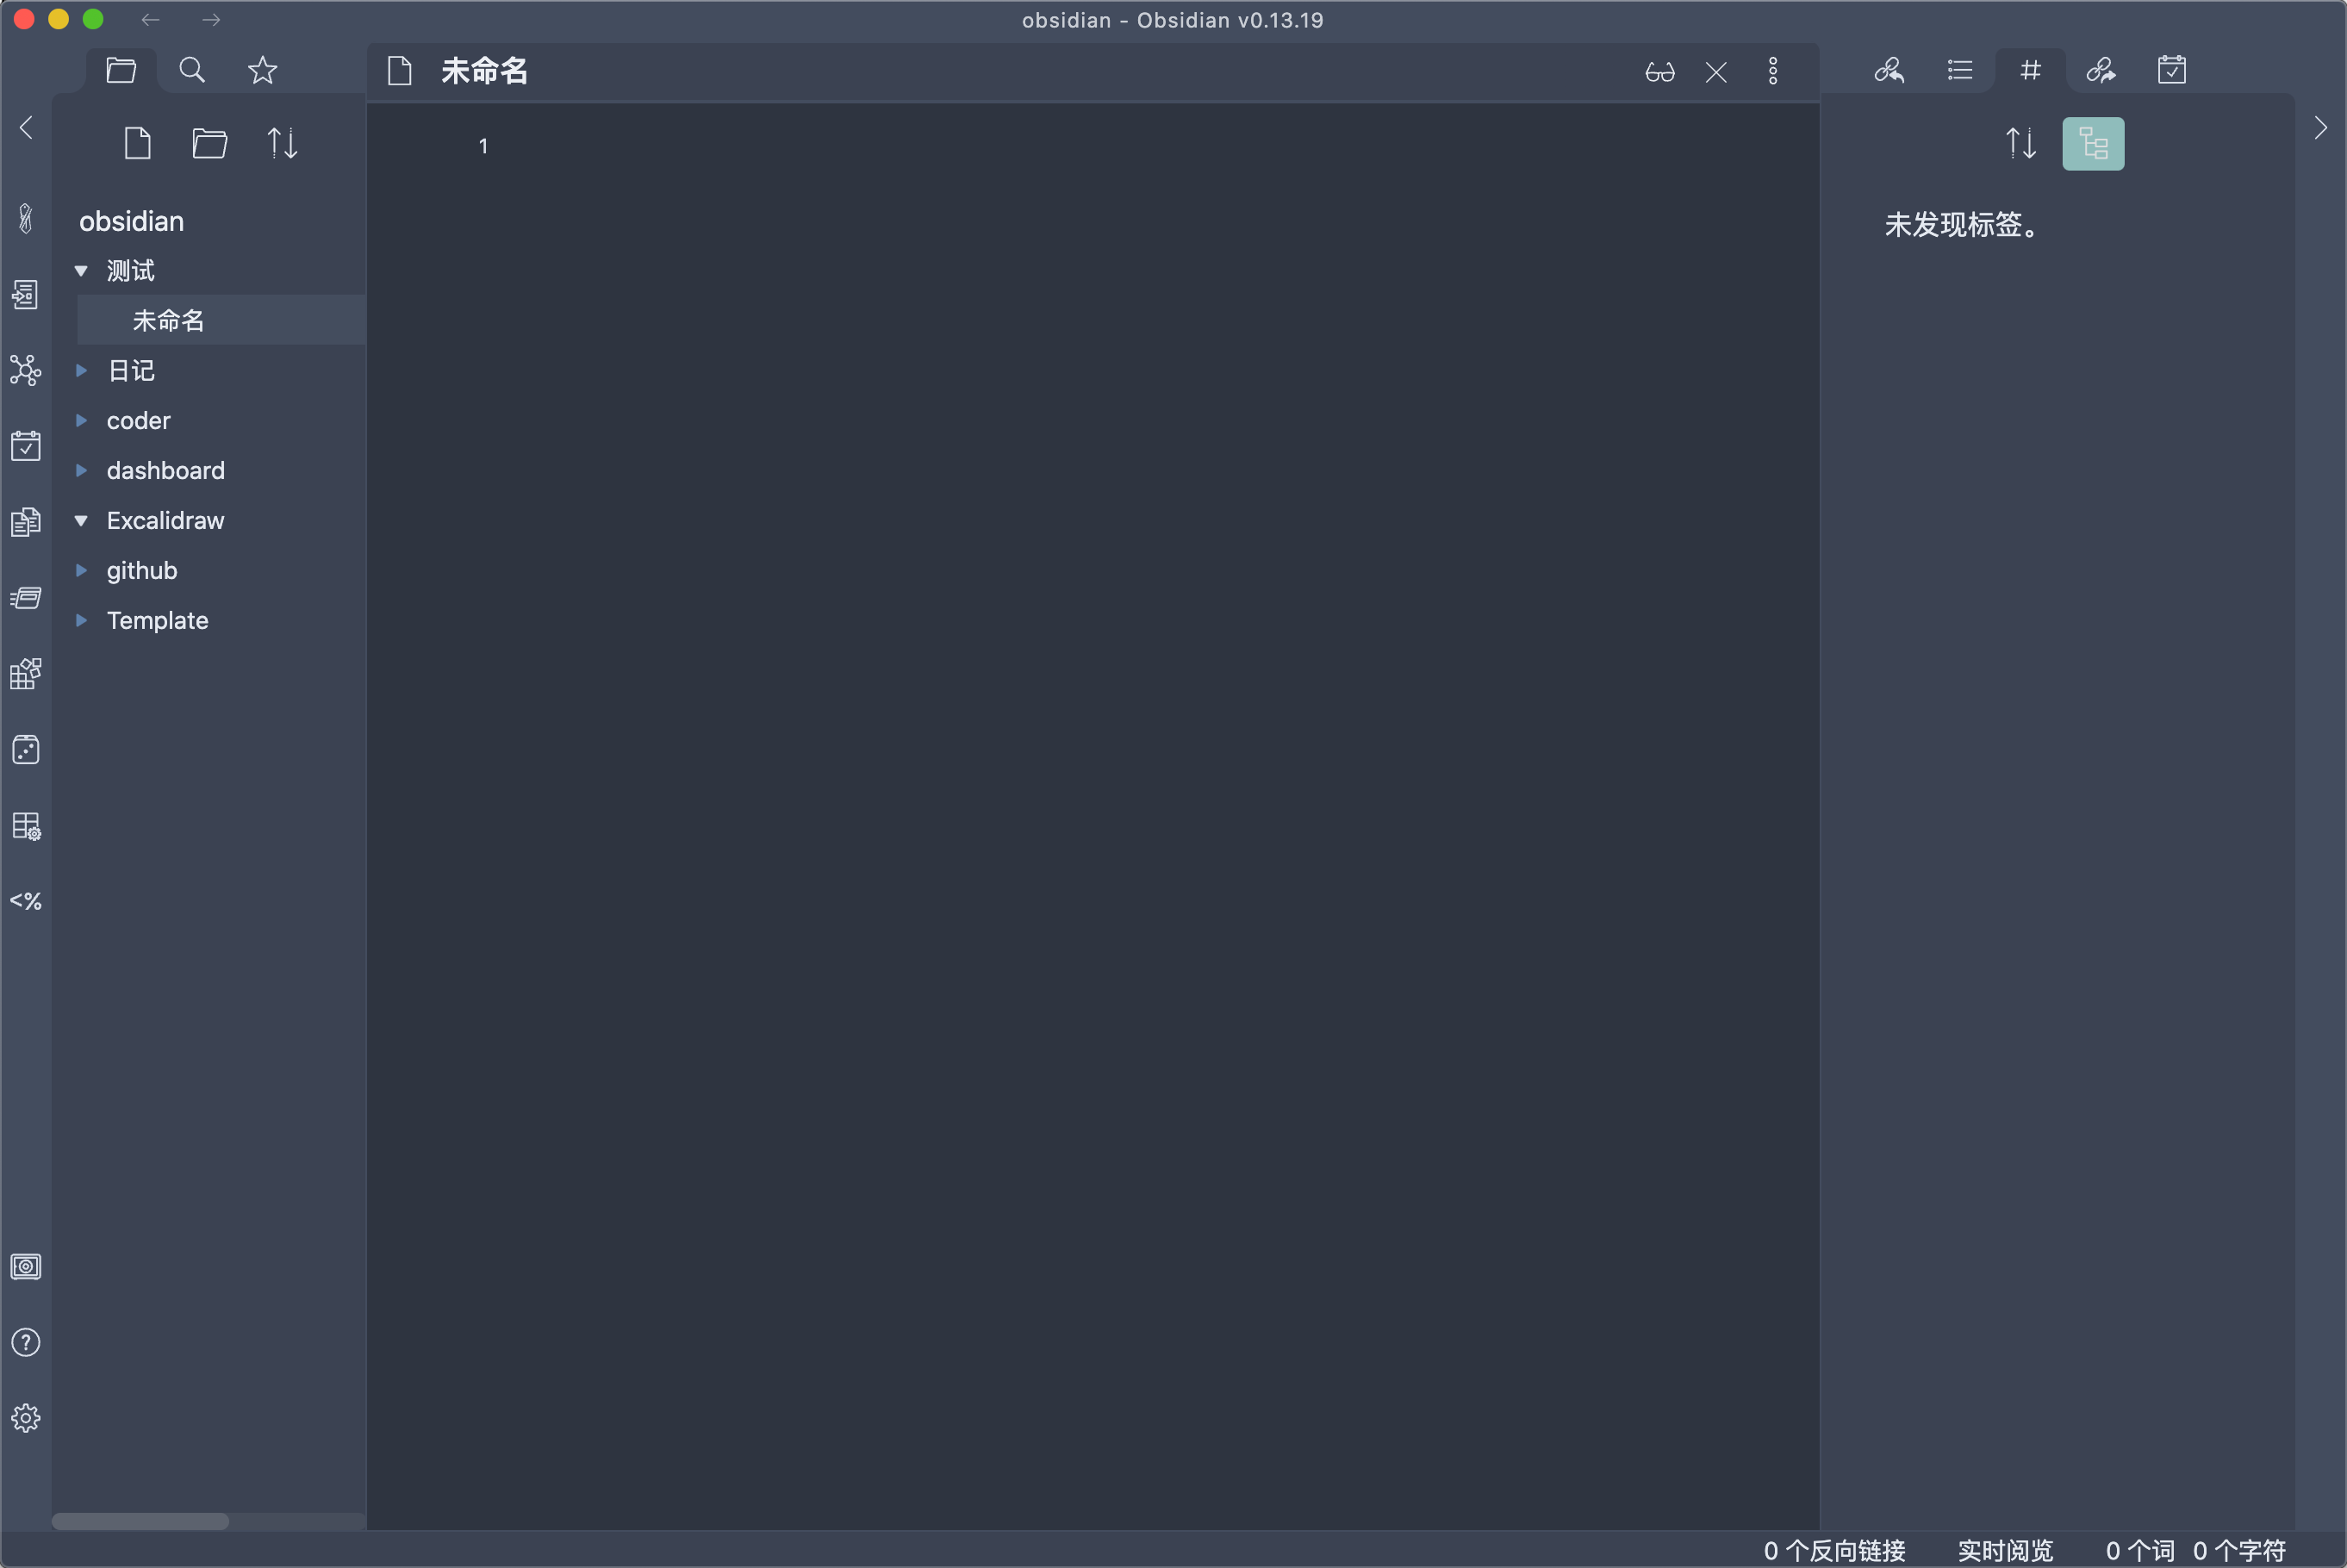 obsidian - Obsidian v0.13.19
未命名
1
obsidian
测试
未命名
日记
coder
dashboard
Excalidraw
github
Template
<%
未发现标签。
0 个反向链接 实时阅览 0 个词 0 个字符